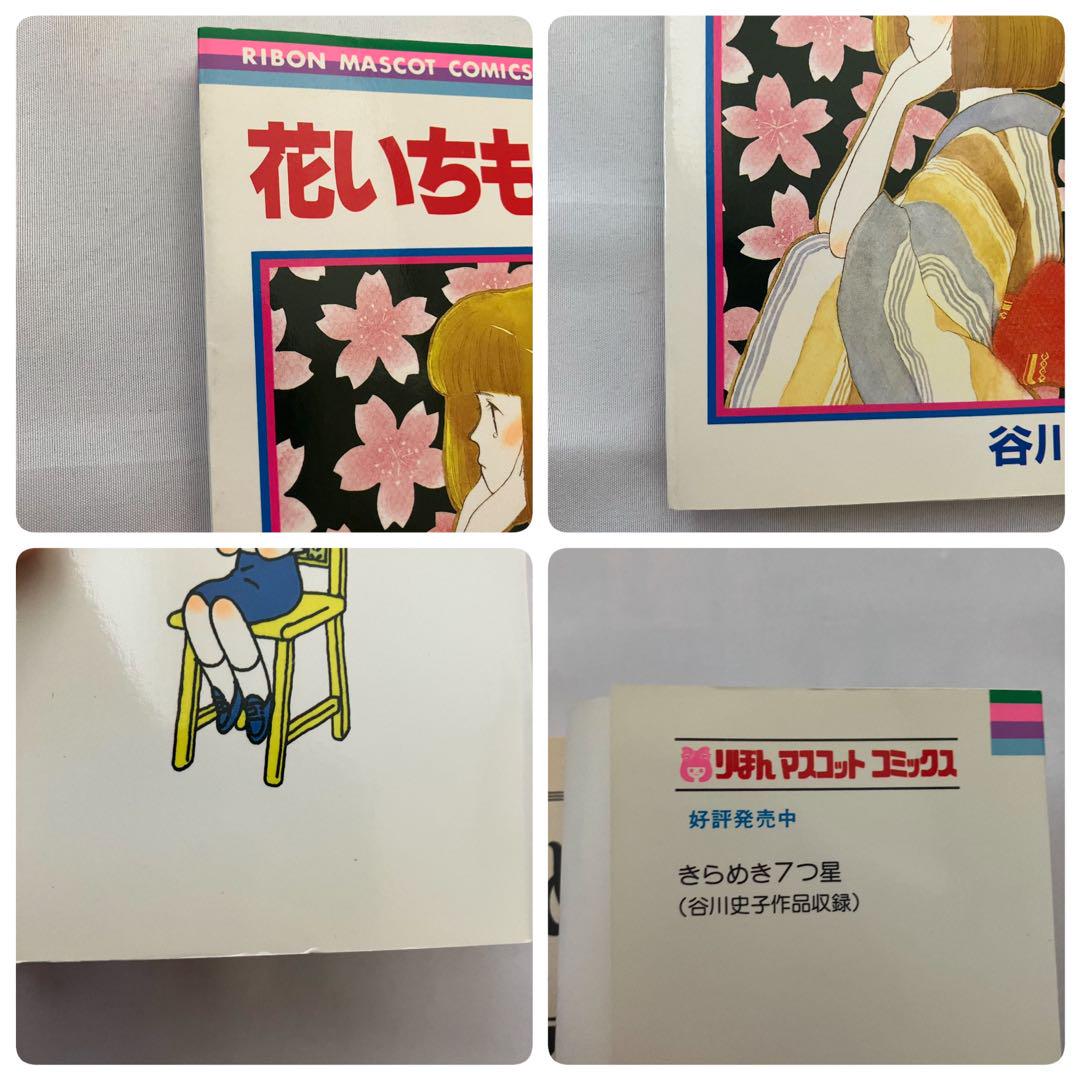 RIBON MASCOT COMICS
花いちも
谷川
りぼんマスコットコミックス
好評発売中
きらめき7つ星
(谷川史子作品収録)